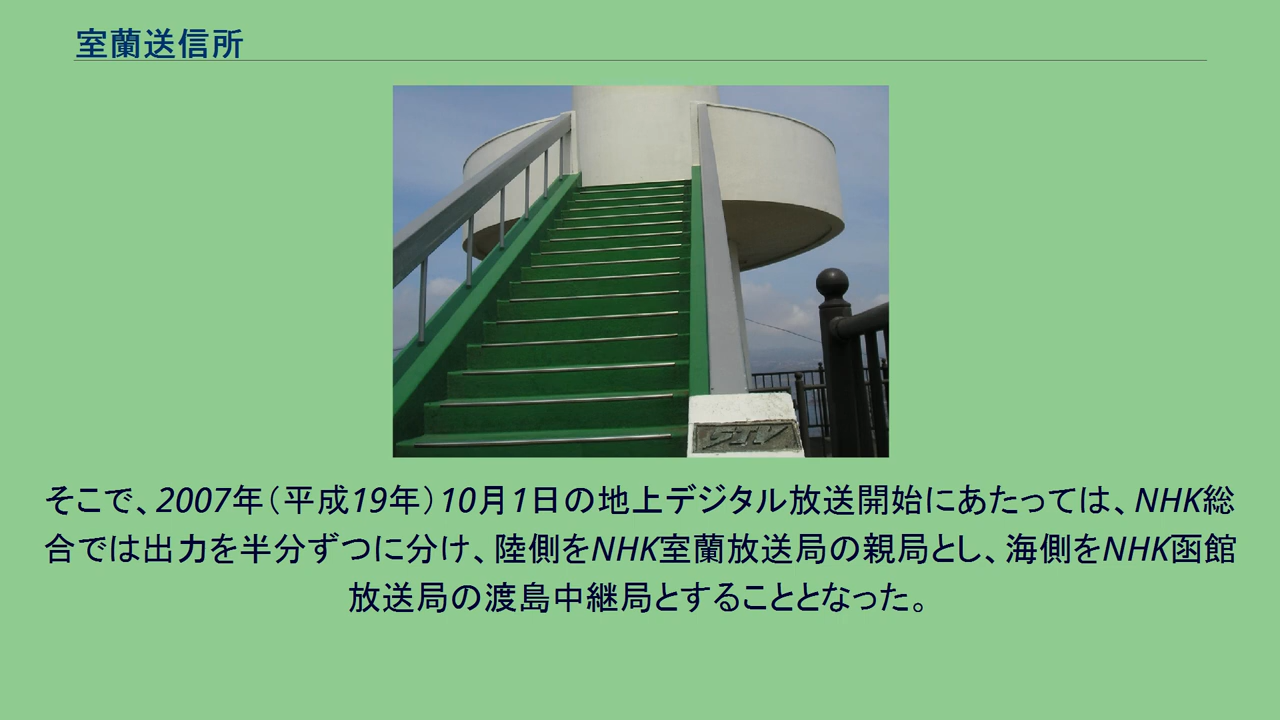 室蘭送信所
そこで、2007年（平成19年）10月1日の地上デジタル放送開始にあたっては、NHK総
合では出力を半分ずつに分け、陸側をNHK室蘭放送局の親局とし、海側をNHK函館
放送局の渡島中継局とすることとなった。